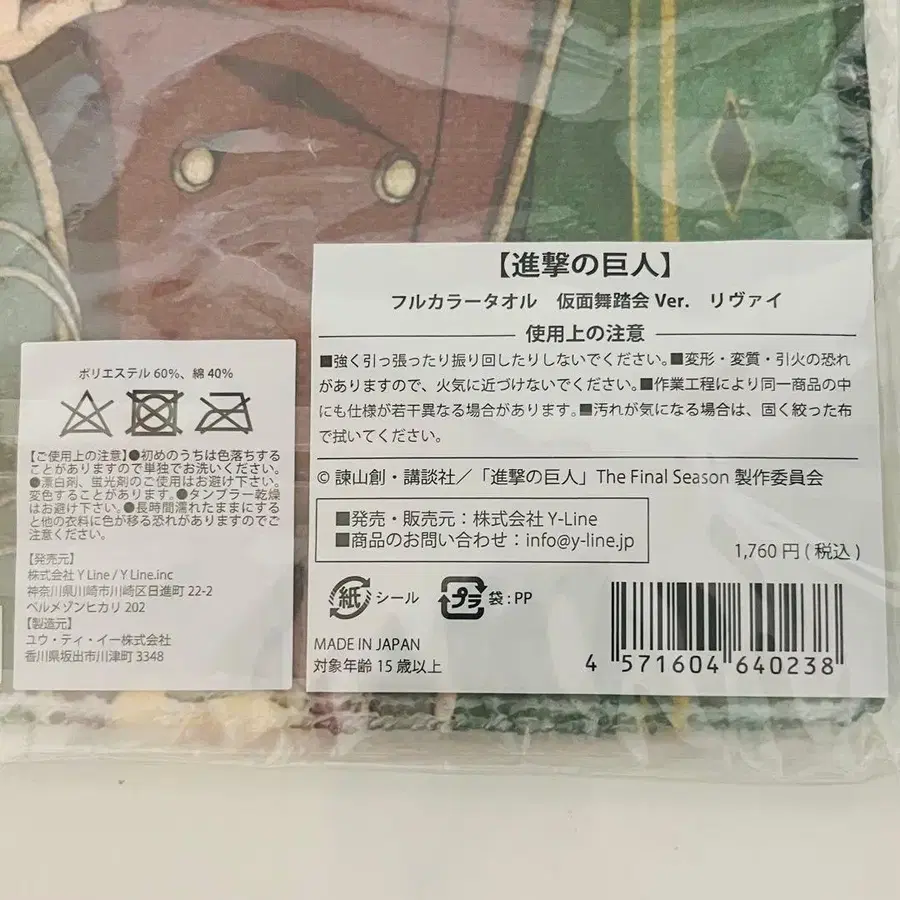 【進撃の巨人】
フルカラータオル 仮面舞踏会 Ver. リヴァイ
使用上の注意
■強く引っ張ったり振り回したりしないでください。■変形・変質・引火の恐れ
がありますので、火気に近づけないでください。■作業工程により同一商品の中
にも仕様が若干異なる場合があります。■汚れが気になる場合は、固く絞った布
で拭いてください。
© 諫山創・講談社／「進撃の巨人」The Final Season 製作委員会
■発売・販売元：株式会社 Y-Line
■商品のお問い合わせ：info@y-line.jp
1,760 円 ( 税込 )
紙 シール プラ 袋 : PP
MADE IN JAPAN
対象年齢 15 歳以上
4 571604 640238
ポリエステル 60%、綿 40%
【ご使用上の注意】●初めのうちは色落ちする
ことがありますので単独でお洗いください。
●漂白剤、蛍光剤のご使用はお避け下さい。
変色することがあります。●タンブラー乾燥
はお避け下さい。●長時間濡れたままにする
と他の衣料に色が移る恐れがありますのでご
注意ください。
【発売元】
株式会社 Y Line / Y Line.inc
神奈川県川崎市川崎区日進町 22-2
ベルメゾンヒカリ 202
【製造元】
ユウ・ティ・イー株式会社
香川県坂出市川津町 3348